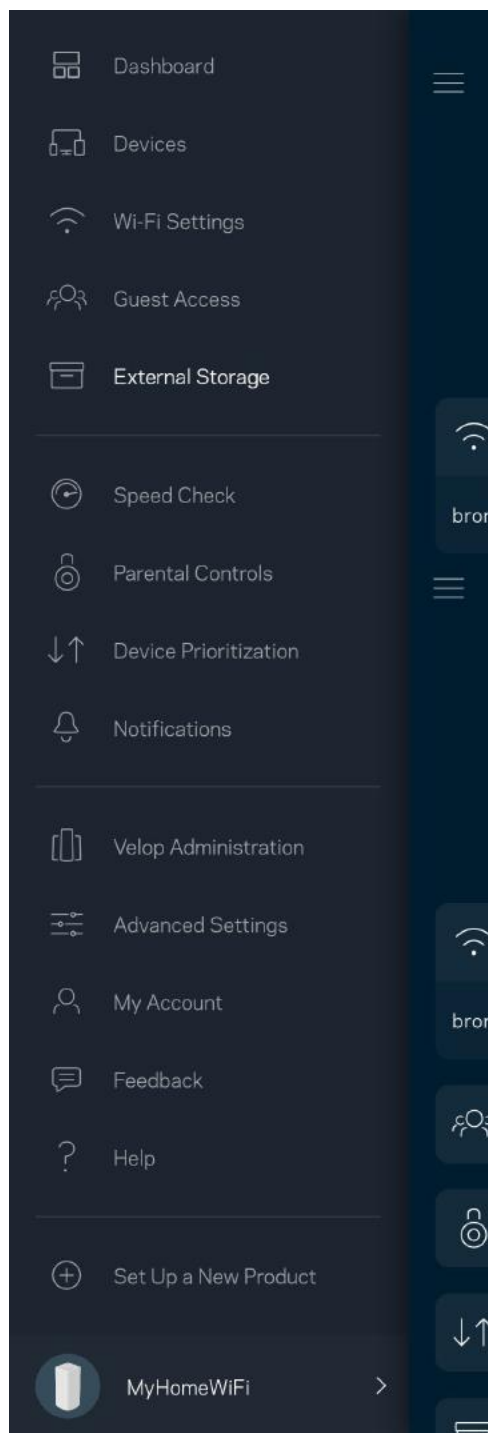 Dashboard
Devices
Wi-Fi Settings
Guest Access
External Storage
Speed Check
Parental Controls
Device Prioritization
Notifications
Velop Administration
Advanced Settings
My Account
Feedback
Help
Set Up a New Product
MyHomeWiFi